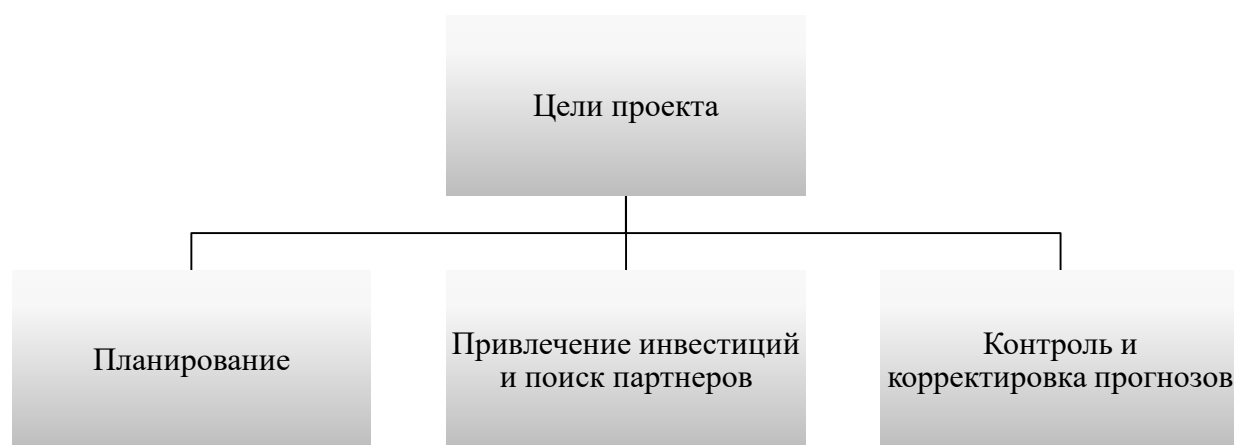 Цели проекта
Планирование
Привлечение инвестиций
и поиск партнеров
Контроль и
корректировка прогнозов